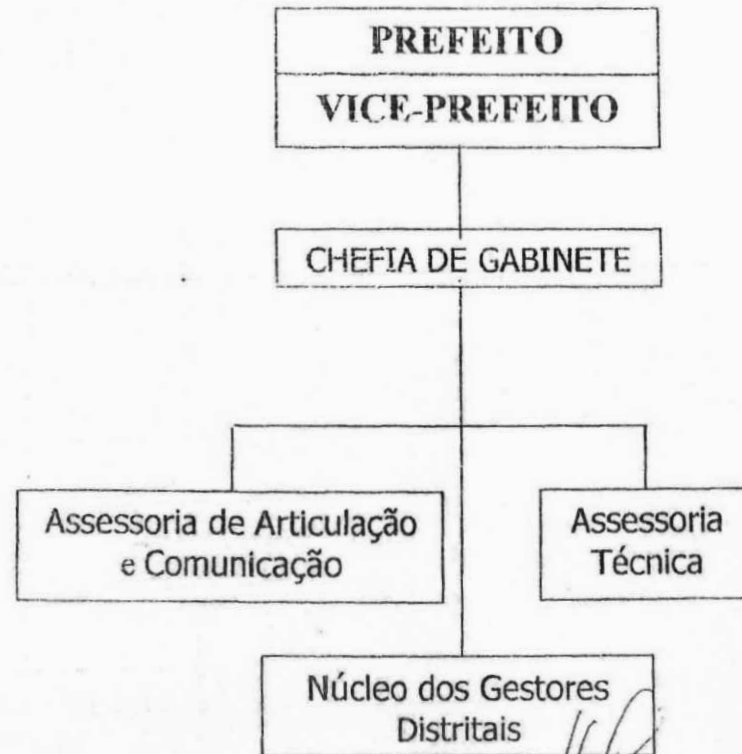 PREFEITO
VICE-PREFEITO
CHEFIA DE GABINETE
Assessoria de Articulação
e Comunicação
Assessoria
Técnica
Núcleo dos Gestores
Distritais